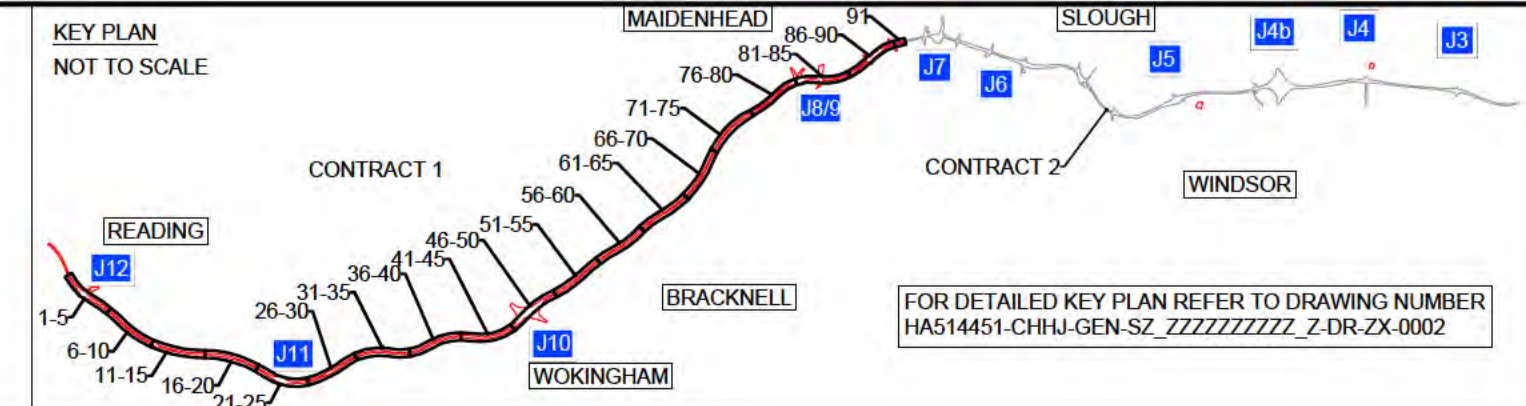 KEY PLAN
NOT TO SCALE
MAIDENHEAD
SLOUGH
91
86-90
81-85
76-80
71-75
66-70
61-65
56-60
51-55
46-50
41-45
36-40
31-35
26-30
21-25
16-20
11-15
6-10
1-5
J7
J6
J5
J4b
J4
J3
J8/9
CONTRACT 1
CONTRACT 2
WINDSOR
READING
J12
J11
J10
WOKINGHAM
BRACKNELL
FOR DETAILED KEY PLAN REFER TO DRAWING NUMBER
HA514451-CHHJ-GEN-SZ_ZZZZZZZZZZ_Z-DR-ZX-0002